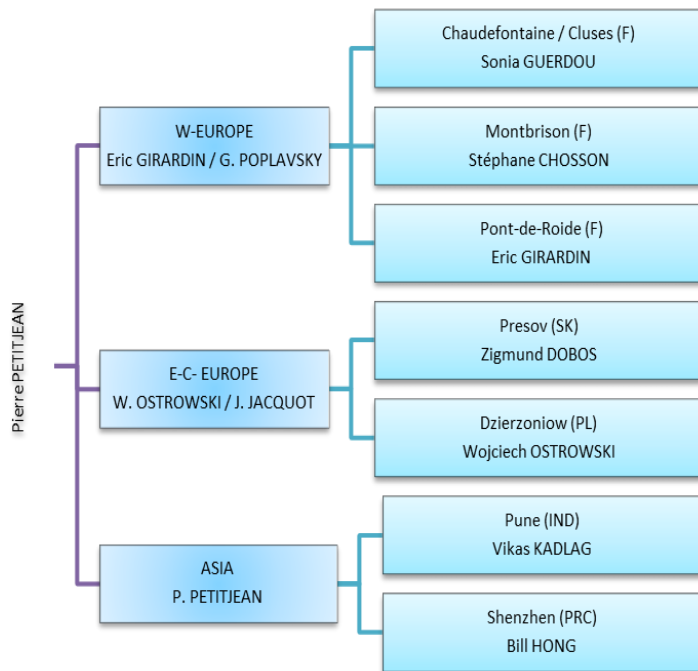 Pierre PETITJEAN
W-EUROPE
Eric GIRARDIN / G. POPLAVSKY
Chaudefontaine / Cluses (F)
Sonia GUERDOU
Montbrison (F)
Stéphane CHOSSON
Pont-de-Roide (F)
Eric GIRARDIN
E-C- EUROPE
W. OSTROWSKI / J. JACQUOT
Presov (SK)
Zigmund DOBOS
Dzierzoniow (PL)
Wojciech OSTROWSKI
ASIA
P. PETITJEAN
Pune (IND)
Vikas KADLAG
Shenzhen (PRC)
Bill HONG